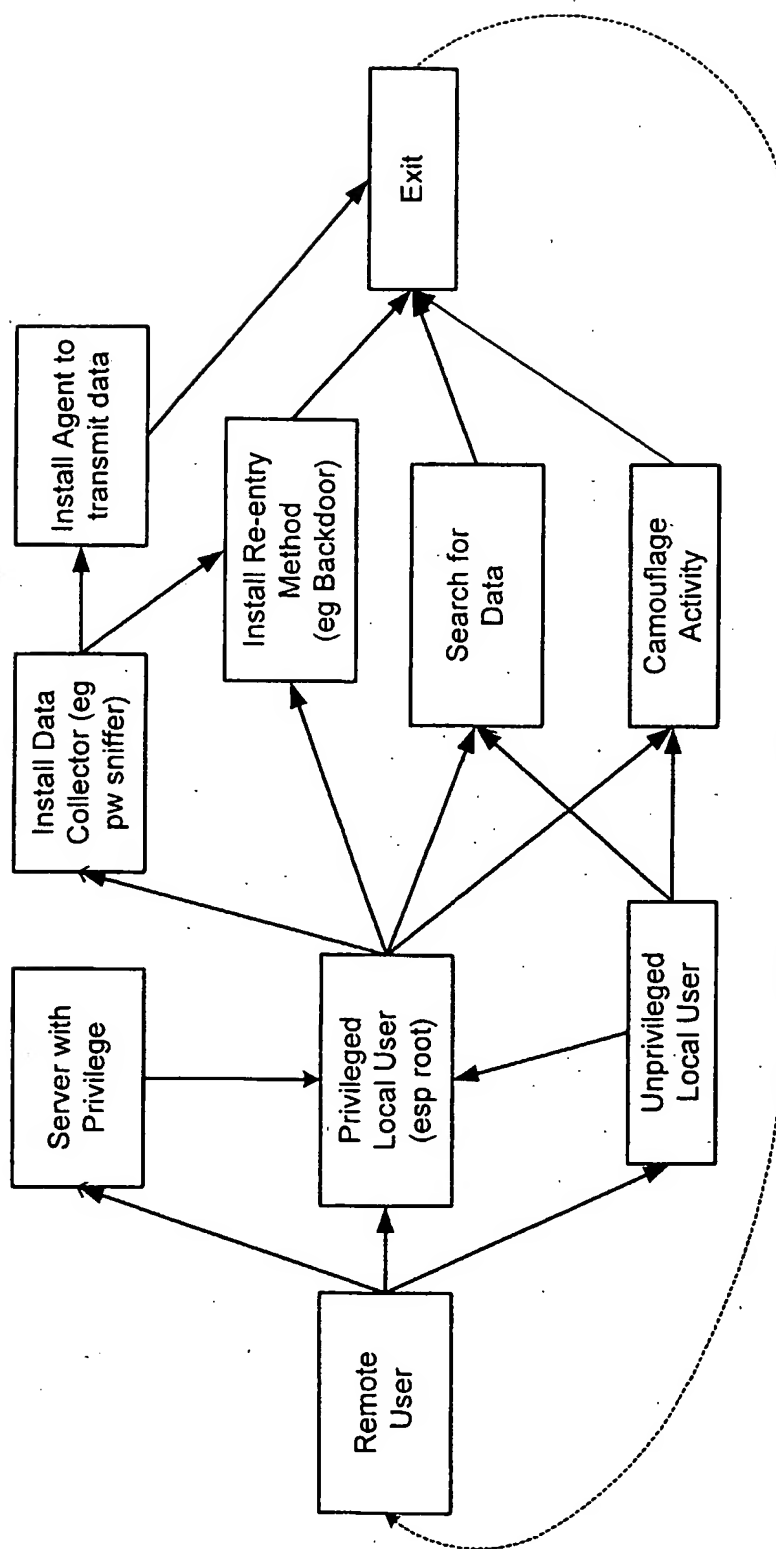 Remote
User
Server with
Privilege
Privileged
Local User
(esp root)
Unprivileged
Local User
Install Data
Collector (eg
pw sniffer)
Install Agent to
transmit data
Install Re-entry
Method
(eg Backdoor)
Search for
Data
Camouflage
Activity
Exit